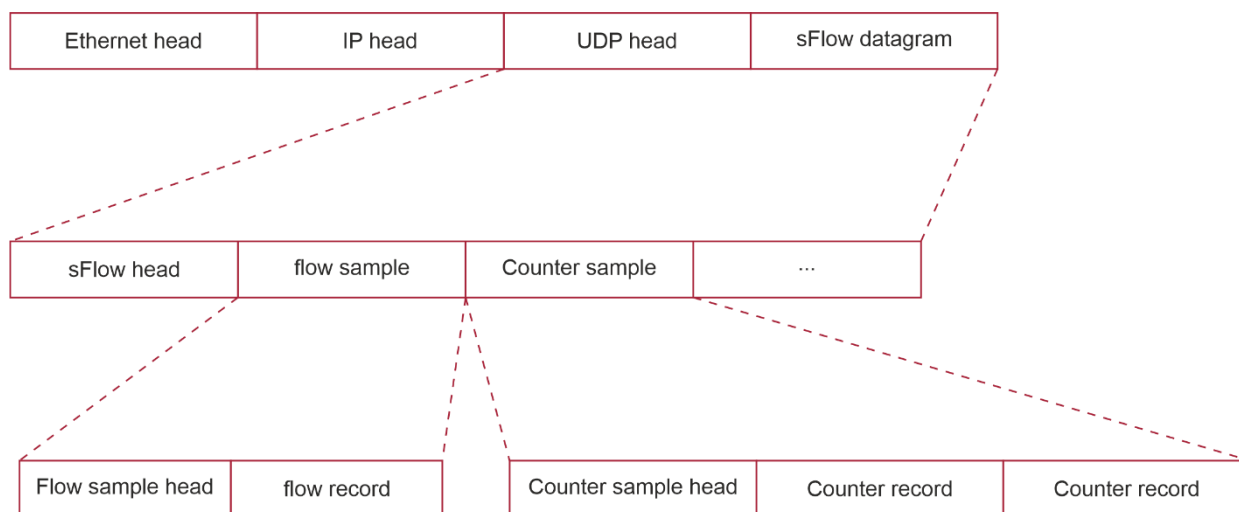 Ethernet head
IP head
UDP head
sFlow datagram
sFlow head
flow sample
Counter sample
...
Flow sample head
flow record
Counter sample head
Counter record
Counter record